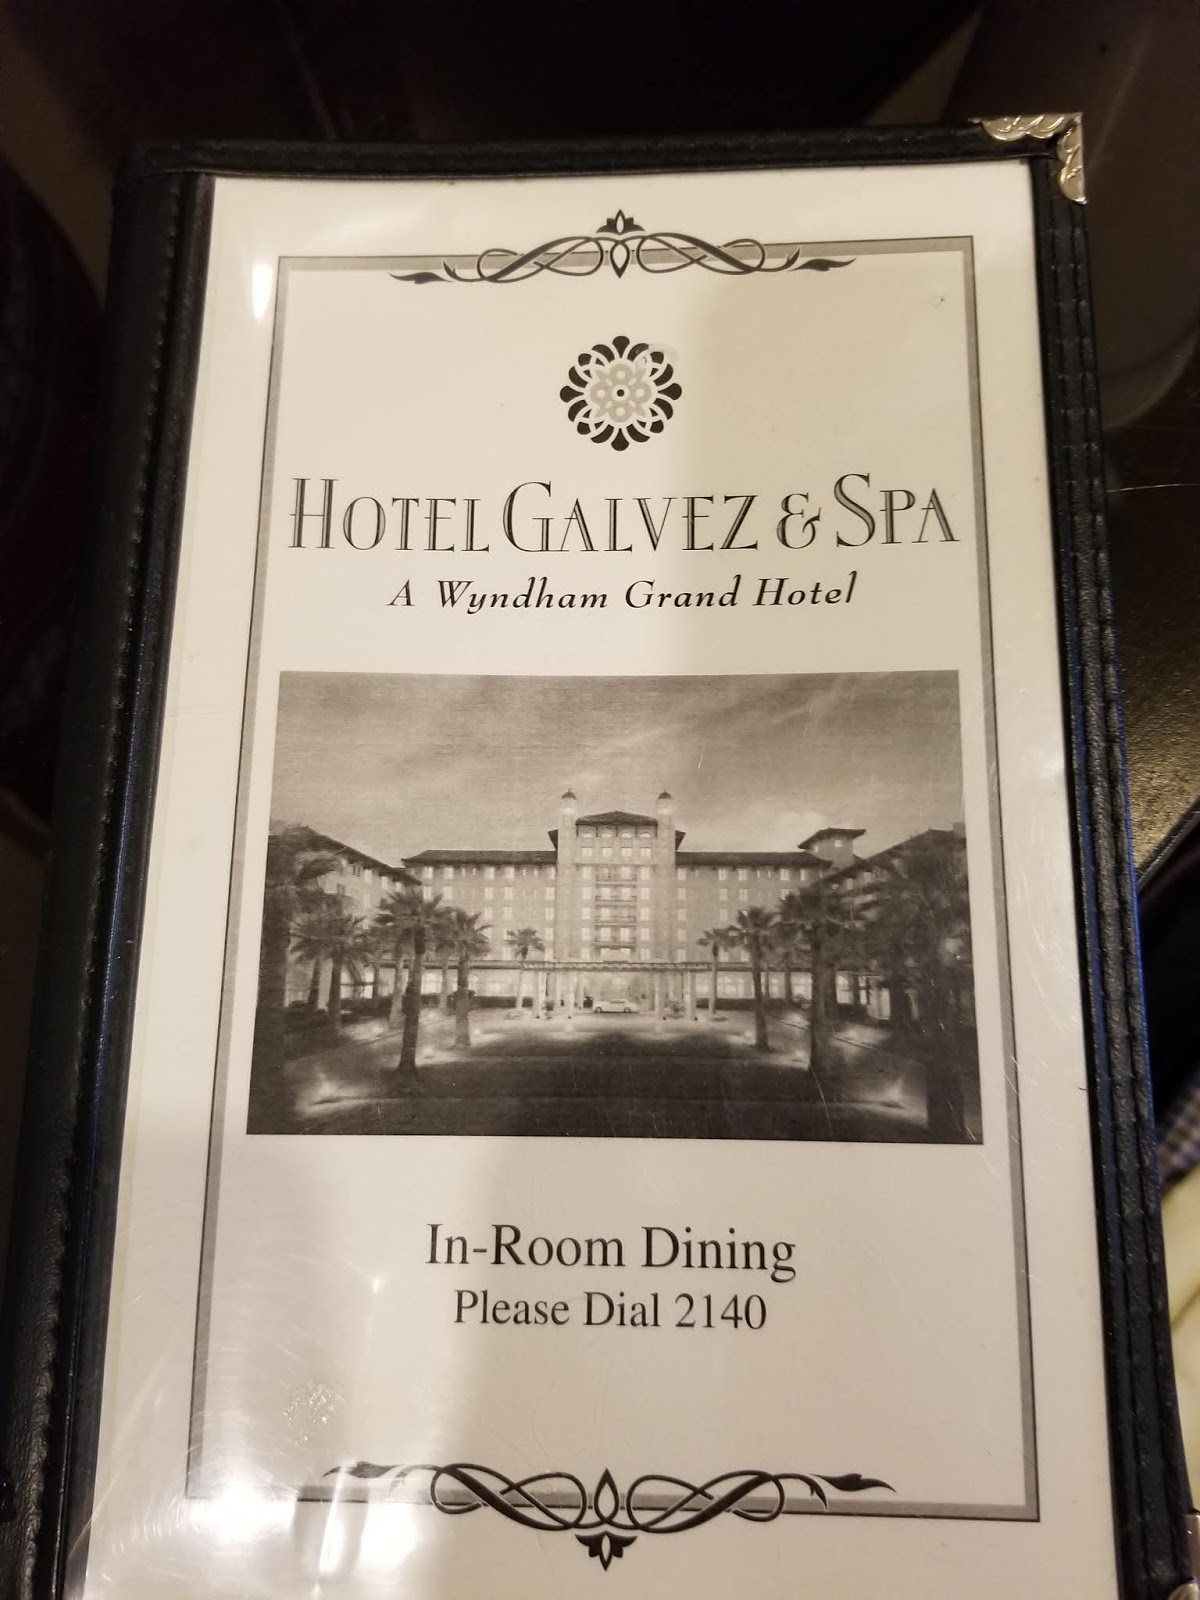 HOTEL GALVEZ & SPA
A Wyndham Grand Hotel
In-Room Dining
Please Dial 2140